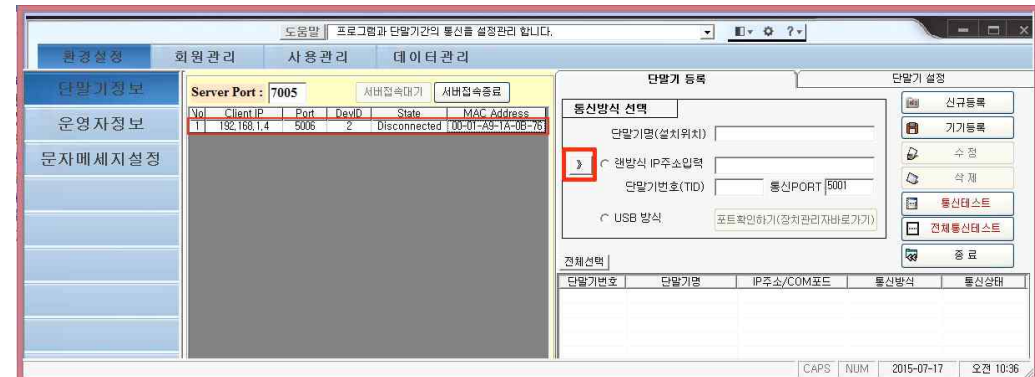 도움말 프로그램과 단말기간의 통신을 설정관리 합니다.
환경설정 회원관리 사용관리 데이터관리
단말기정보
운영자정보
문자메세지설정
Server Port : 7005 서버접속대기 서버접속종료
No Client IP Port DevID State MAC Address
1 192,168,1,4 5006 2 Disconnected 00-01-A9-1A-0B-76
단말기 등록 단말기 설정
통신방식 선택
단말기명(설치위치)
》 랜방식 IP주소입력
단말기번호(TID) 통신PORT 5001
USB 방식 포트확인하기(장치관리자바로가기)
신규등록
기기등록
수 정
삭 제
통신테스트
전체통신테스트
종 료
전체선택
단말기번호 단말기명 IP주소/COM포드 통신방식 통신상태
CAPS NUM 2015-07-17 오전 10:36